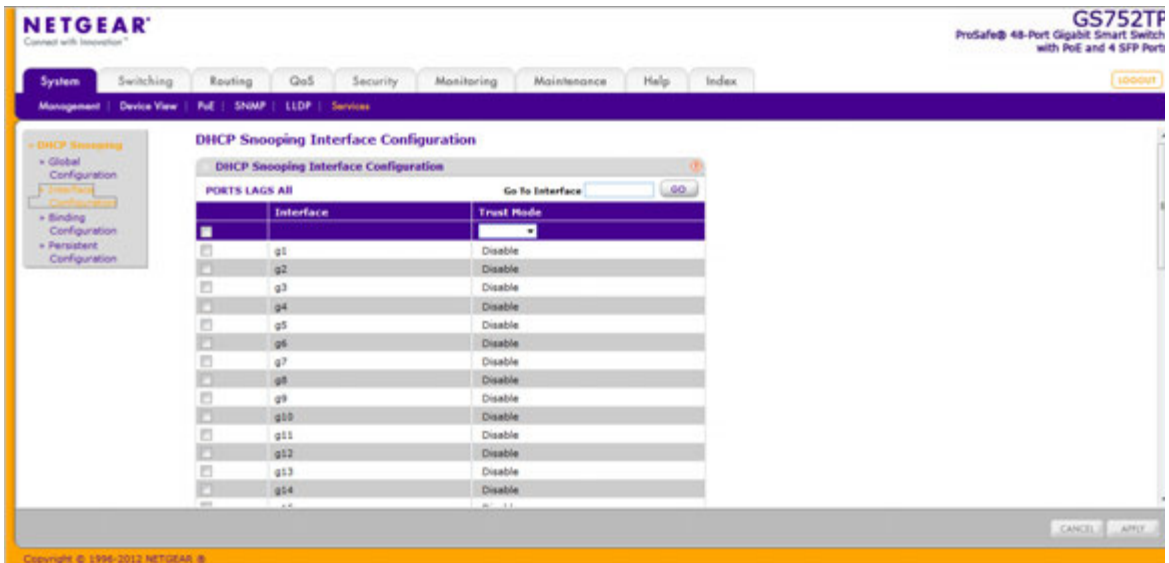 NETGEAR®
Connect with Innovation™
GS752TP
ProSafe® 48-Port Gigabit Smart Switch
with PoE and 4 SFP Ports
System Switching Routing QoS Security Monitoring Maintenance Help Index
LOGOUT
Management | Device View | PoE | SNMP | LLDP | Services
DHCP Snooping
» Global
Configuration
» Interface
Configuration
» Binding
Configuration
» Persistent
Configuration
DHCP Snooping Interface Configuration
DHCP Snooping Interface Configuration
PORTS LAGS All Go To Interface GO
Interface Trust Mode
g1 Disable
g2 Disable
g3 Disable
g4 Disable
g5 Disable
g6 Disable
g7 Disable
g8 Disable
g9 Disable
g10 Disable
g11 Disable
g12 Disable
g13 Disable
g14 Disable
CANCEL APPLY
Copyright © 1996-2012 NETGEAR ®